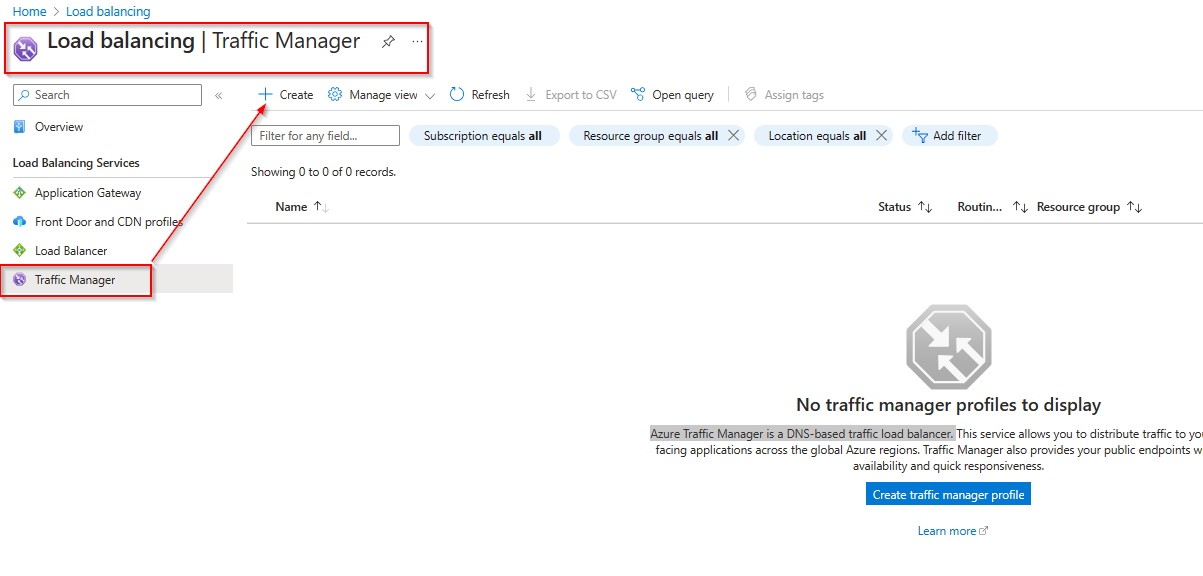 Home > Load balancing
Load balancing | Traffic Manager ...
Search «
Overview
Load Balancing Services
Application Gateway
Front Door and CDN profiles
Load Balancer
Traffic Manager
Create Manage view Refresh Export to CSV Open query Assign tags
Filter for any field... Subscription equals all Resource group equals all Location equals all Add filter
Showing 0 to 0 of 0 records.
Name Status Routin... Resource group
No traffic manager profiles to display
Azure Traffic Manager is a DNS-based traffic load balancer. This service allows you to distribute traffic to
facing applications across the global Azure regions. Traffic Manager also provides your public endpoints
availability and quick responsiveness.
Create traffic manager profile
Learn more